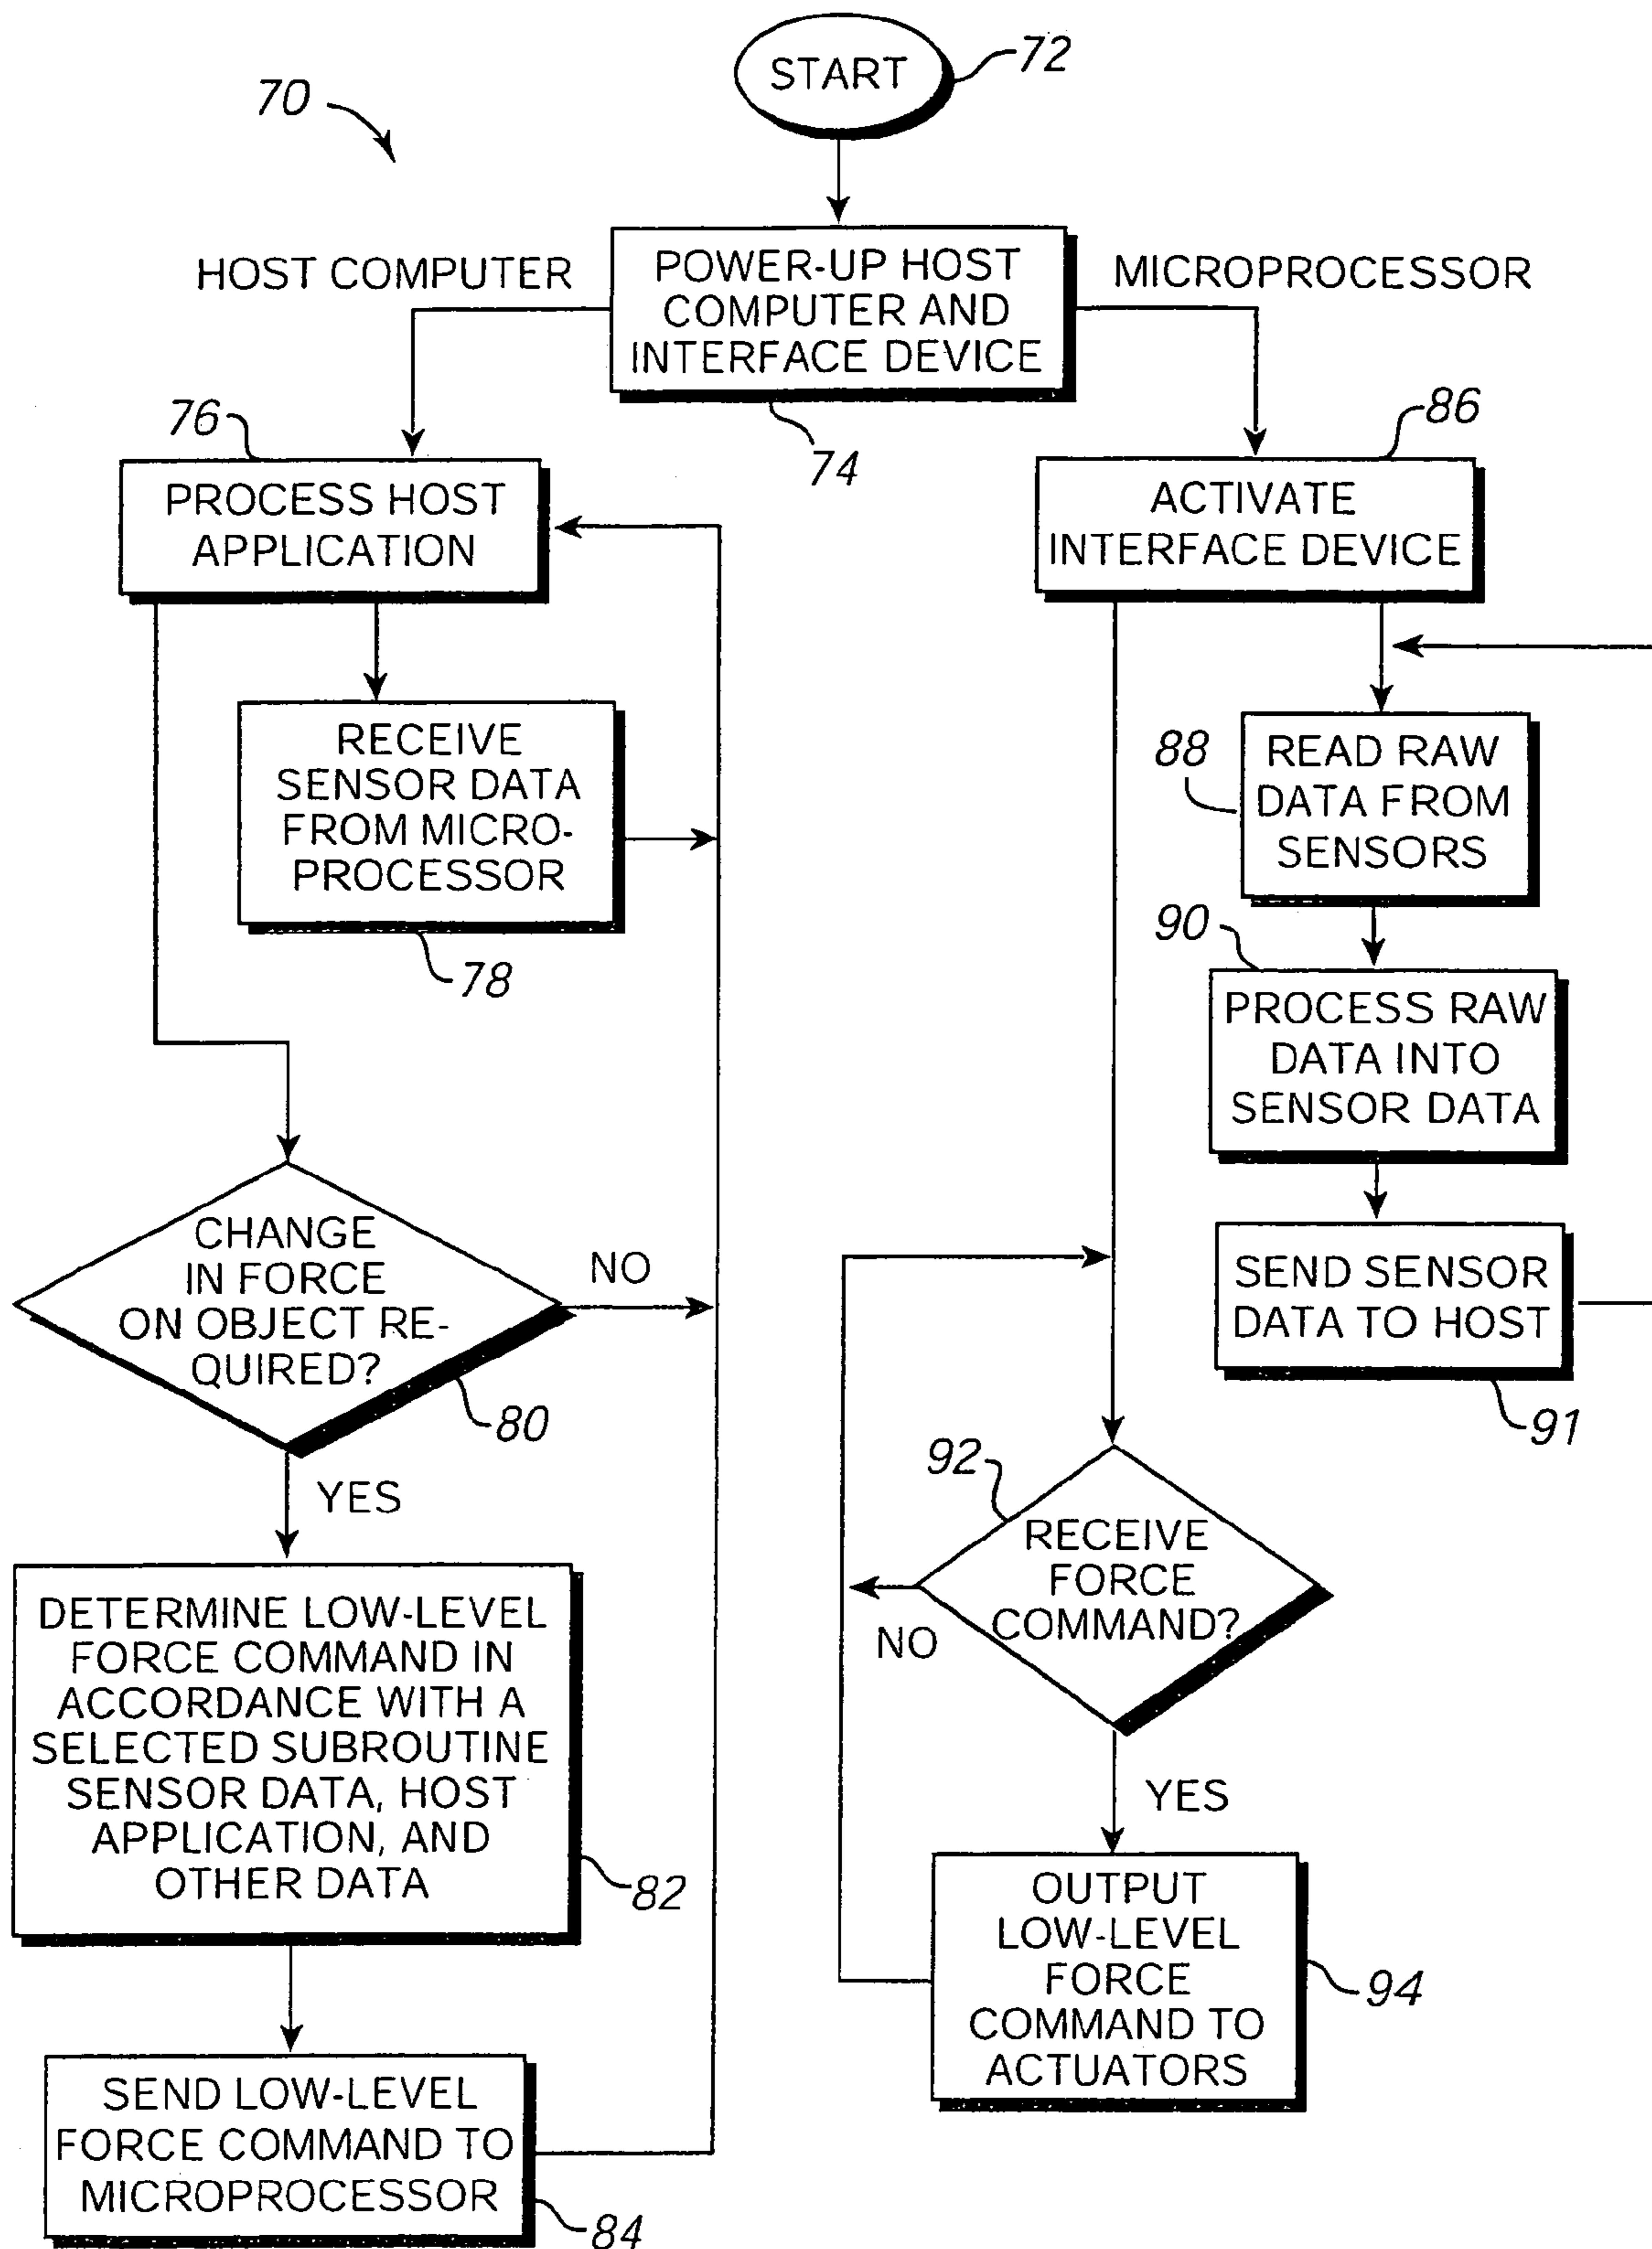 START
72
70
HOST COMPUTER
POWER-UP HOST
COMPUTER AND
INTERFACE DEVICE
MICROPROCESSOR
74
76
PROCESS HOST
APPLICATION
86
ACTIVATE
INTERFACE DEVICE
RECEIVE
SENSOR DATA
FROM MICRO-
PROCESSOR
78
88
READ RAW
DATA FROM
SENSORS
90
PROCESS RAW
DATA INTO
SENSOR DATA
SEND SENSOR
DATA TO HOST
91
CHANGE
IN FORCE
ON OBJECT RE-
QUIRED?
NO
80
YES
92
RECEIVE
FORCE
COMMAND?
NO
YES
DETERMINE LOW-LEVEL
FORCE COMMAND IN
ACCORDANCE WITH A
SELECTED SUBROUTINE
SENSOR DATA, HOST
APPLICATION, AND
OTHER DATA
82
OUTPUT
LOW-LEVEL
FORCE
COMMAND TO
ACTUATORS
94
SEND LOW-LEVEL
FORCE COMMAND TO
MICROPROCESSOR
84